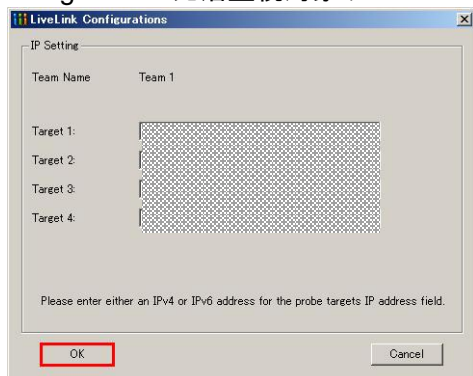 LiveLink Configurations
IP Setting
Team Name Team 1
Target 1:
Target 2:
Target 3:
Target 4:
Please enter either an IPv4 or IPv6 address for the probe targets IP address field.
OK Cancel